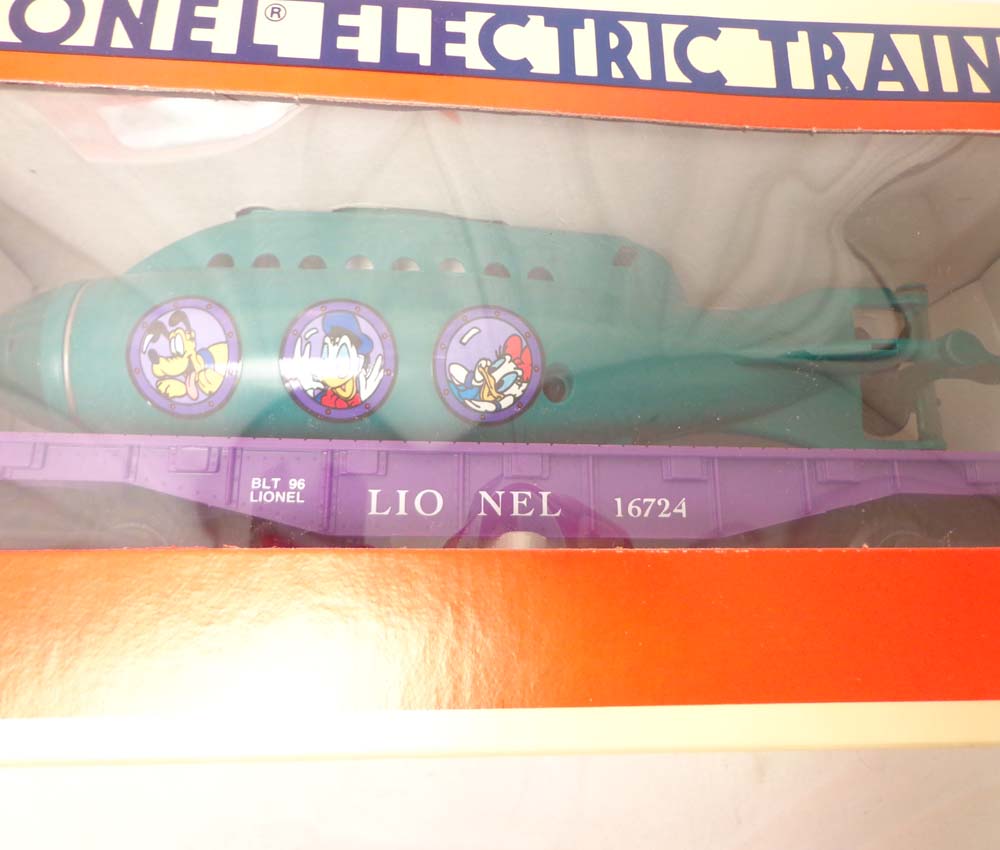 ONEL® ELECTRIC TRAIN
BLT 96
LIONEL
LIO NEL 16724